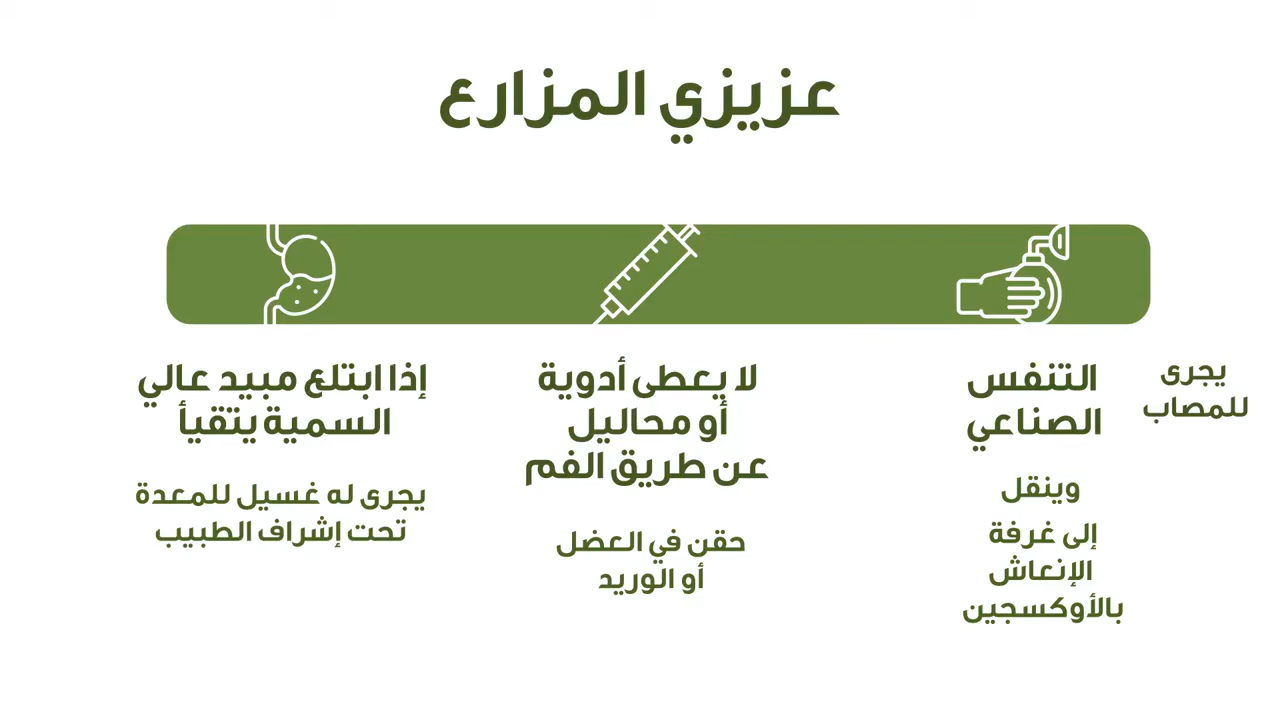 عزيزي المزارع
يجرى
للمصاب
التنفس
الصناعي
وينقل
إلى غرفة
الإنعاش
بالأوكسجين
لا يعطى أدوية
أو محاليل
عن طريق الفم
حقن في العضل
أو الوريد
إذا ابتلع مبيد عالي
السمية يتقيأ
يجرى له غسيل للمعدة
تحت إشراف الطبيب